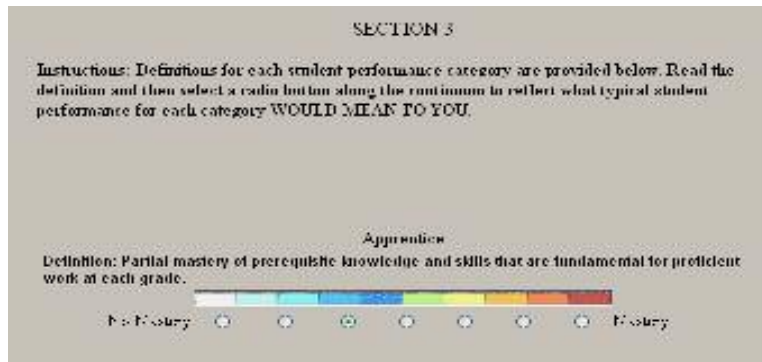 SECTION 3
Instructions: Definitions for each student performance category are provided below. Read the
definition and then select a radio button along the continuum to reflect what typical student
performance for each category WOULD MEAN TO YOU.
Apprentice
Definition: Partial mastery of prerequisite knowledge and skills that are fundamental for proficient
work at each grade.
No Mastery
Mastery